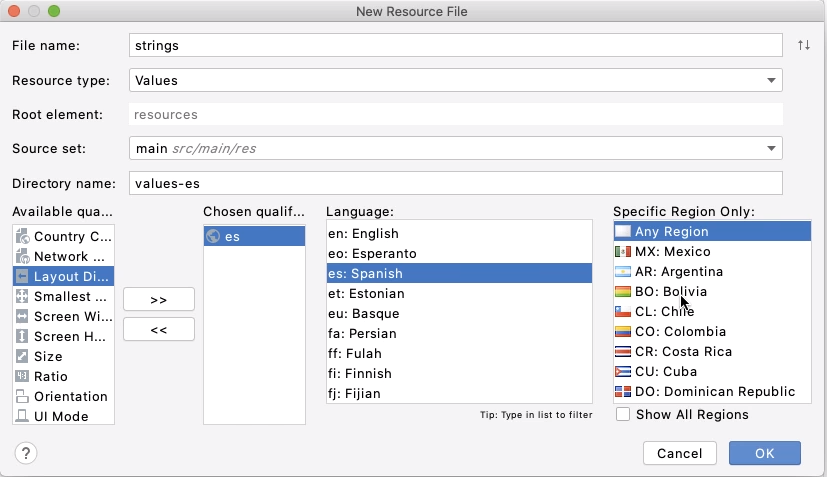 New Resource File
File name: strings
Resource type: Values
Root element: resources
Source set: main src/main/res
Directory name: values-es
Available qua... Chosen qualif... Language: Specific Region Only:
Country C...
Network ...
Layout Di...
Smallest ...
Screen Wi...
Screen H...
Size
Ratio
Orientation
UI Mode
>>
<<
es
en: English
eo: Esperanto
es: Spanish
et: Estonian
eu: Basque
fa: Persian
ff: Fulah
fi: Finnish
fj: Fijian
Tip: Type in list to filter
Any Region
MX: Mexico
AR: Argentina
BO: Bolivia
CL: Chile
CO: Colombia
CR: Costa Rica
CU: Cuba
DO: Dominican Republic
Show All Regions
?
Cancel OK